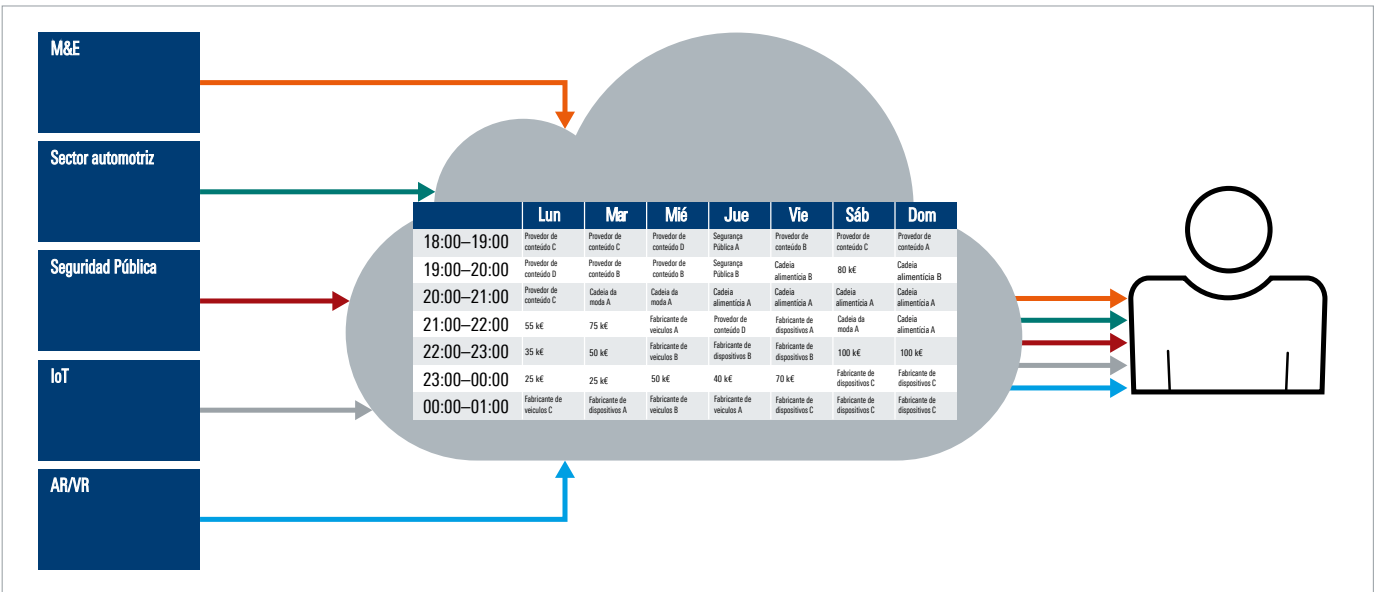 M&E
Sector automotriz
Seguridad Pública
IoT
AR/VR
Lun Mar Mié Jue Vie Sáb Dom
18:00–19:00 Provedor de conteúdo C Provedor de conteúdo C Provedor de conteúdo D Segurança Pública A Provedor de conteúdo B Provedor de conteúdo C Provedor de conteúdo A
19:00–20:00 Provedor de conteúdo D Provedor de conteúdo B Provedor de conteúdo B Segurança Pública B Cadeia alimentícia B 80 k€ Cadeia alimentícia B
20:00–21:00 Provedor de conteúdo C Cadeia da moda A Cadeia da moda A Cadeia alimentícia A Cadeia alimentícia A Cadeia alimentícia A Cadeia alimentícia A
21:00–22:00 55 k€ 75 k€ Fabricante de veículos A Provedor de conteúdo D Fabricante de dispositivos A Cadeia da moda A Cadeia alimentícia A
22:00–23:00 35 k€ 50 k€ Fabricante de veículos B Fabricante de dispositivos B Fabricante de dispositivos B 100 k€ 100 k€
23:00–00:00 25 k€ 25 k€ 50 k€ 40 k€ 70 k€ Fabricante de dispositivos C Fabricante de dispositivos C
00:00–01:00 Fabricante de veículos C Fabricante de dispositivos A Fabricante de veículos B Fabricante de veículos A Fabricante de dispositivos C Fabricante de dispositivos C Fabricante de dispositivos C